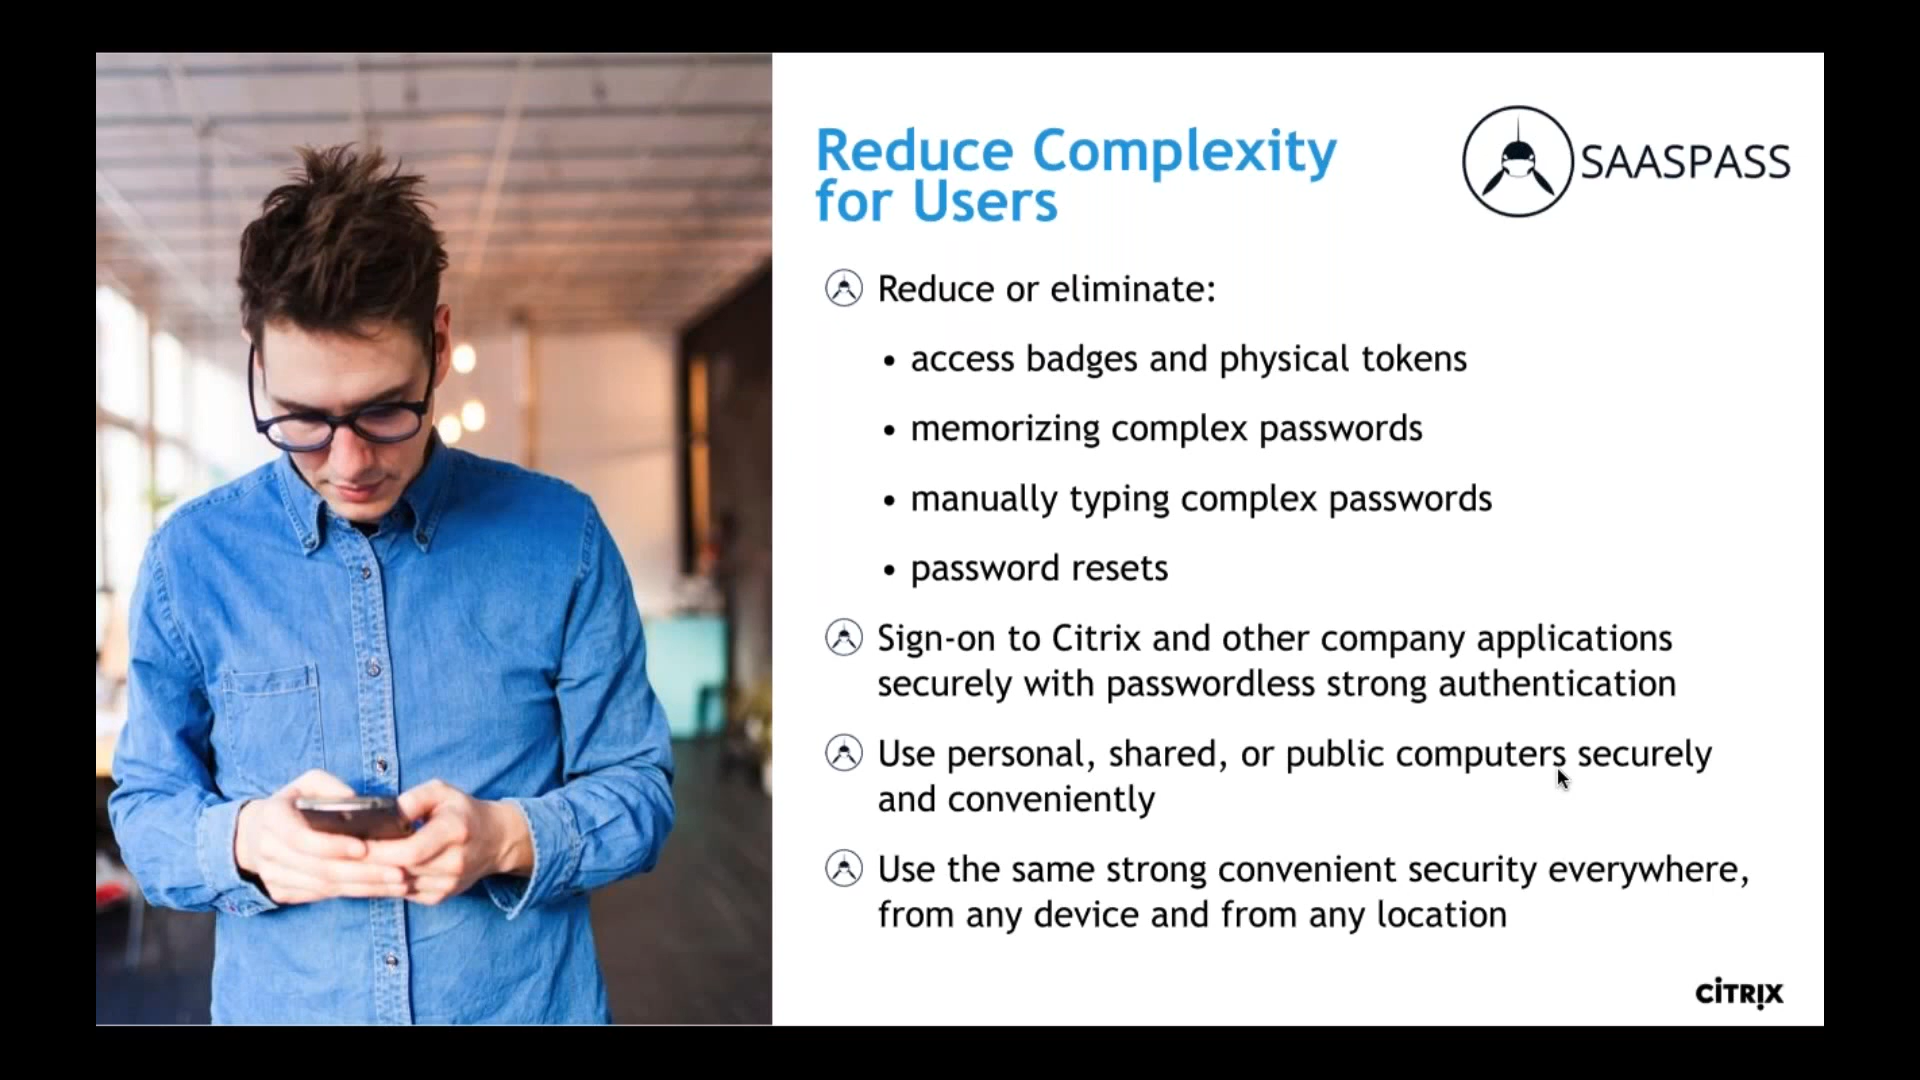 Reduce Complexity
for Users
SAASPASS
Reduce or eliminate:
• access badges and physical tokens
• memorizing complex passwords
• manually typing complex passwords
• password resets
Sign-on to Citrix and other company applications
securely with passwordless strong authentication
Use personal, shared, or public computers securely
and conveniently
Use the same strong convenient security everywhere,
from any device and from any location
CITRIX